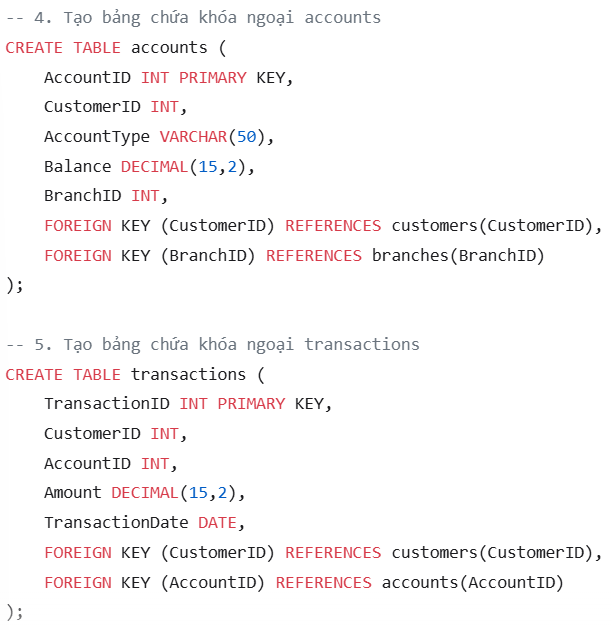 -- 4. Tạo bảng chứa khóa ngoại accounts
CREATE TABLE accounts (
    AccountID INT PRIMARY KEY,
    CustomerID INT,
    AccountType VARCHAR(50),
    Balance DECIMAL(15,2),
    BranchID INT,
    FOREIGN KEY (CustomerID) REFERENCES customers(CustomerID),
    FOREIGN KEY (BranchID) REFERENCES branches(BranchID)
);

-- 5. Tạo bảng chứa khóa ngoại transactions
CREATE TABLE transactions (
    TransactionID INT PRIMARY KEY,
    CustomerID INT,
    AccountID INT,
    Amount DECIMAL(15,2),
    TransactionDate DATE,
    FOREIGN KEY (CustomerID) REFERENCES customers(CustomerID),
    FOREIGN KEY (AccountID) REFERENCES accounts(AccountID)
);